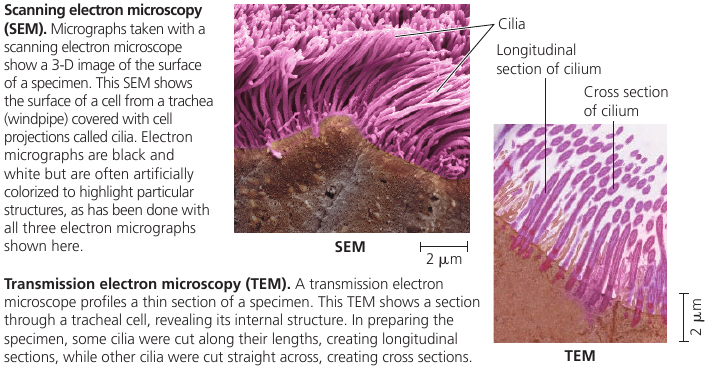 Scanning electron microscopy
(SEM). Micrographs taken with a
scanning electron microscope
show a 3-D image of the surface
of a specimen. This SEM shows
the surface of a cell from a trachea
(windpipe) covered with cell
projections called cilia. Electron
micrographs are black and
white but are often artificially
colorized to highlight particular
structures, as has been done with
all three electron micrographs
shown here.
Cilia
Longitudinal
section of cilium
Cross section
of cilium
SEM
2 μm
Transmission electron microscopy (TEM). A transmission electron
microscope profiles a thin section of a specimen. This TEM shows a section
through a tracheal cell, revealing its internal structure. In preparing the
specimen, some cilia were cut along their lengths, creating longitudinal
sections, while other cilia were cut straight across, creating cross sections.
2 μm
TEM